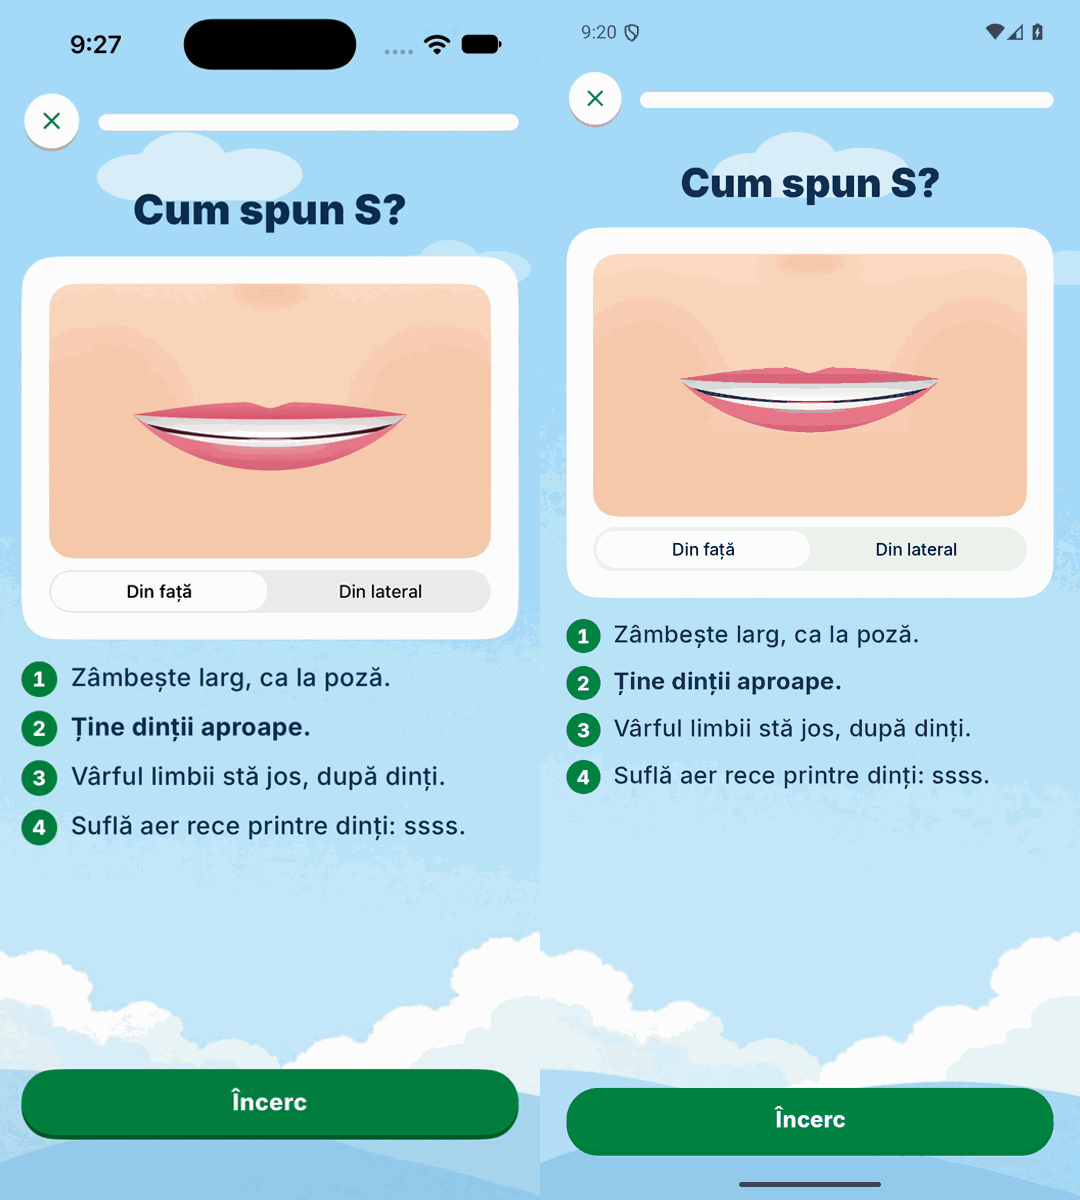 9:27
Cum spun S?
Din față
Din lateral
1 Zâmbește larg, ca la poză.
2 Ține dinții aproape.
3 Vârful limbii stă jos, după dinți.
4 Suflă aer rece printre dinți: ssss.
Încerc
9:20
Cum spun S?
Din față
Din lateral
1 Zâmbește larg, ca la poză.
2 Ține dinții aproape.
3 Vârful limbii stă jos, după dinți.
4 Suflă aer rece printre dinți: ssss.
Încerc